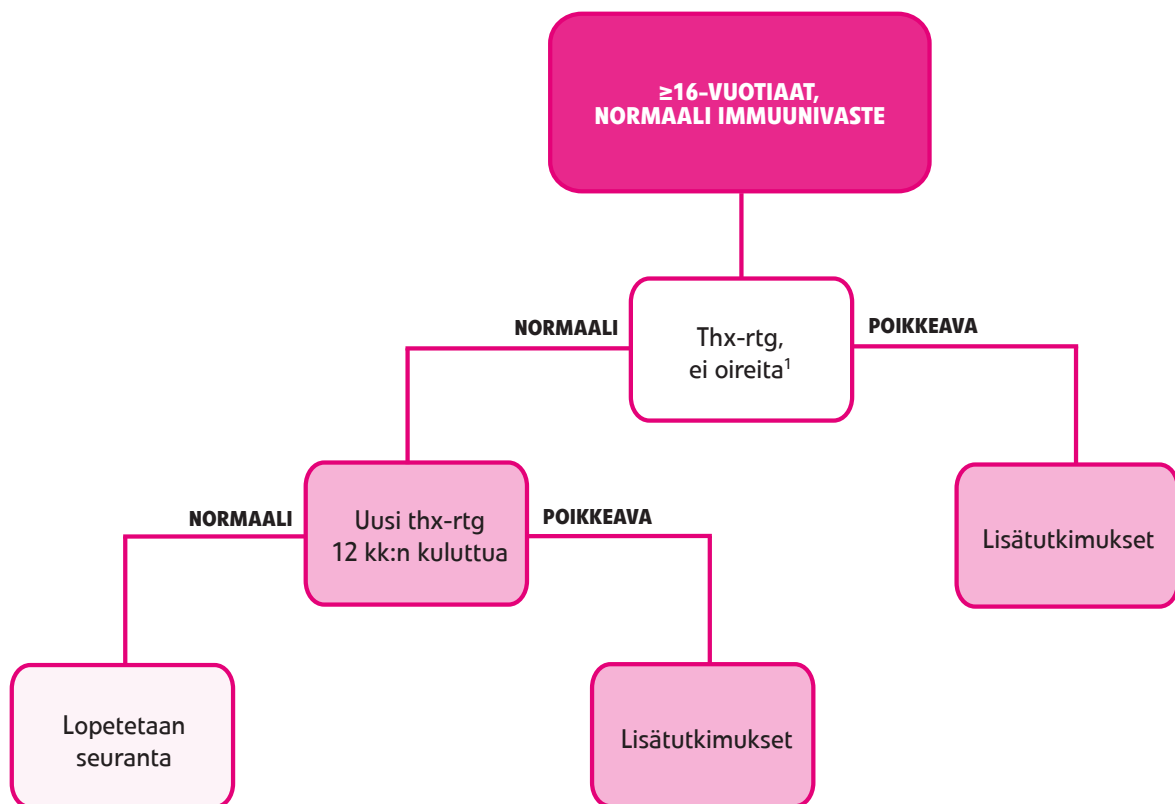 ≥16-VUOTIAAT,
NORMAALI IMMUUNIVASTE
NORMAALI
Thx-rtg,
ei oireita¹
POIKKEAVA
NORMAALI
Uusi thx-rtg
12 kk:n kuluttua
POIKKEAVA
Lisätutkimukset
Lopetetaan
seuranta
Lisätutkimukset